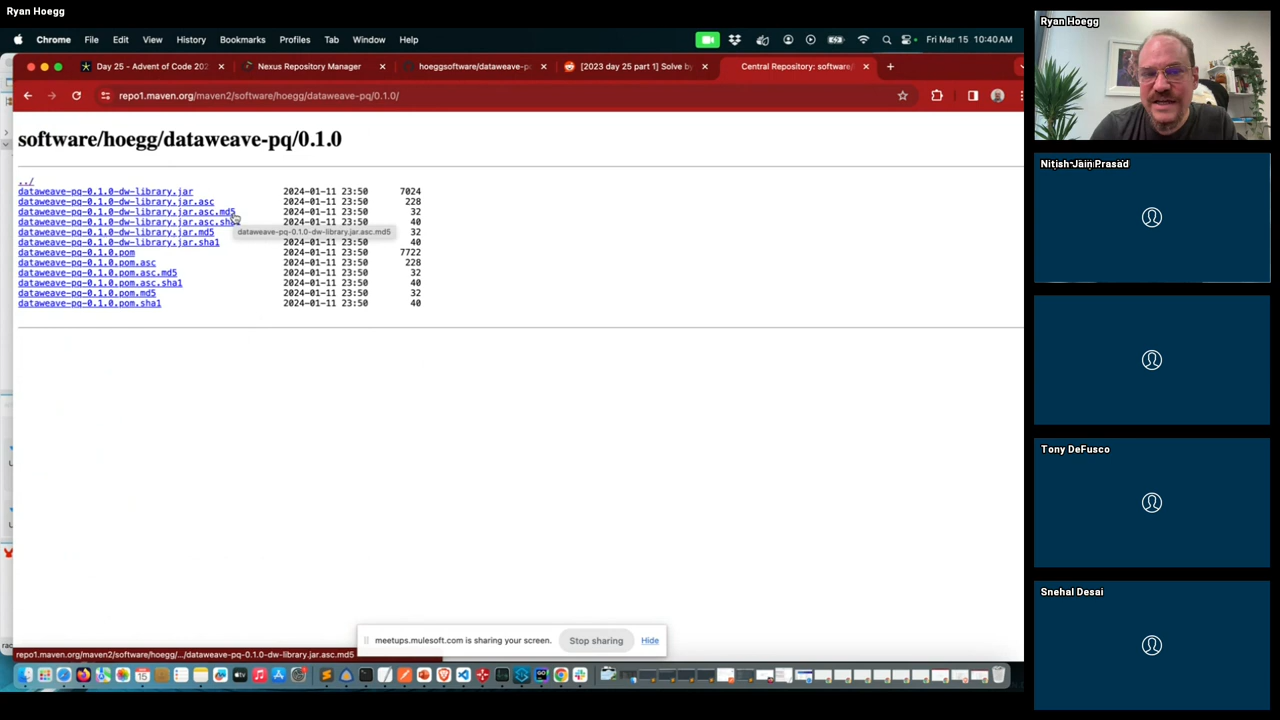 Ryan Hoegg
Chrome File Edit View History Bookmarks Profiles Tab Window Help Fri Mar 15 10:40 AM
Day 25 - Advent of Code 202 Nexus Repository Manager hoeggsoftware/dataweave-p [2023 day 25 part 1] Solve by Central Repository: software/
repo1.maven.org/maven2/software/hoegg/dataweave-pq/0.1.0/
software/hoegg/dataweave-pq/0.1.0
../
dataweave-pq-0.1.0-dw-library.jar 2024-01-11 23:50 7024
dataweave-pq-0.1.0-dw-library.jar.asc 2024-01-11 23:50 228
dataweave-pq-0.1.0-dw-library.jar.asc.md5 2024-01-11 23:50 32
dataweave-pq-0.1.0-dw-library.jar.asc.sha 2024-01-11 23:50 40
dataweave-pq-0.1.0-dw-library.jar.asc.md5
dataweave-pq-0.1.0-dw-library.jar.md5 2024-01-11 23:50 32
dataweave-pq-0.1.0-dw-library.jar.sha1 2024-01-11 23:50 40
dataweave-pq-0.1.0.pom 2024-01-11 23:50 7722
dataweave-pq-0.1.0.pom.asc 2024-01-11 23:50 228
dataweave-pq-0.1.0.pom.asc.md5 2024-01-11 23:50 32
dataweave-pq-0.1.0.pom.asc.sha1 2024-01-11 23:50 40
dataweave-pq-0.1.0.pom.md5 2024-01-11 23:50 32
dataweave-pq-0.1.0.pom.sha1 2024-01-11 23:50 40
meetups.mulesoft.com is sharing your screen. Stop sharing Hide
repo1.maven.org/maven2/software/hoegg/.../dataweave-pq-0.1.0-dw-library.jar.asc.md5
Ryan Hoegg
Nitish Jain Prasad
Tony DeFusco
Snehal Desai